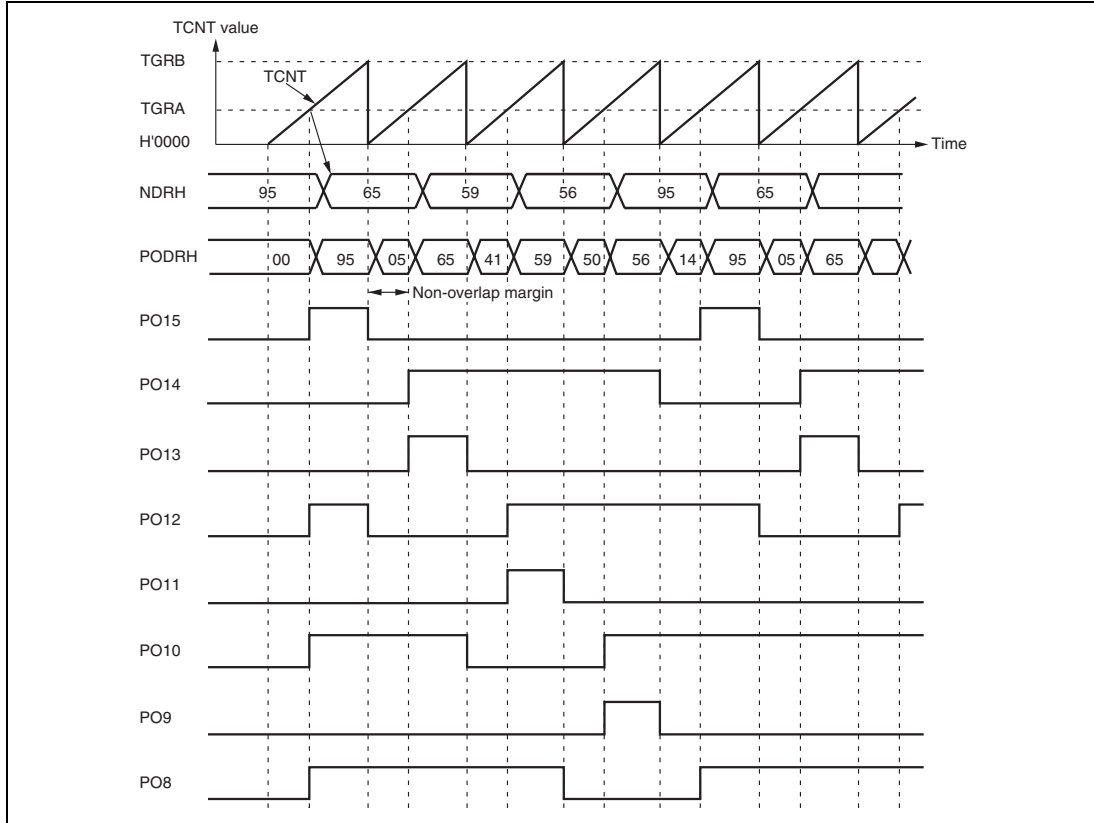 TCNT value
TGRB
TCNT
TGRA
H'0000
Time
NDRH 95 65 59 56 95 65
PODRH 00 95 05 65 41 59 50 56 14 95 05 65
Non-overlap margin
PO15
PO14
PO13
PO12
PO11
PO10
PO9
PO8